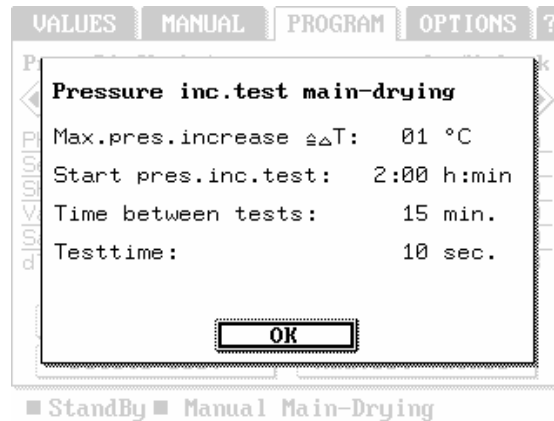 VALUES MANUAL PROGRAM OPTIONS ?
Pressure inc.test main-drying
Max.pres.increase ≙△T: 01 °C
Start pres.inc.test: 2:00 h:min
Time between tests: 15 min.
Testtime: 10 sec.
OK
■ StandBy ■ Manual Main-Drying